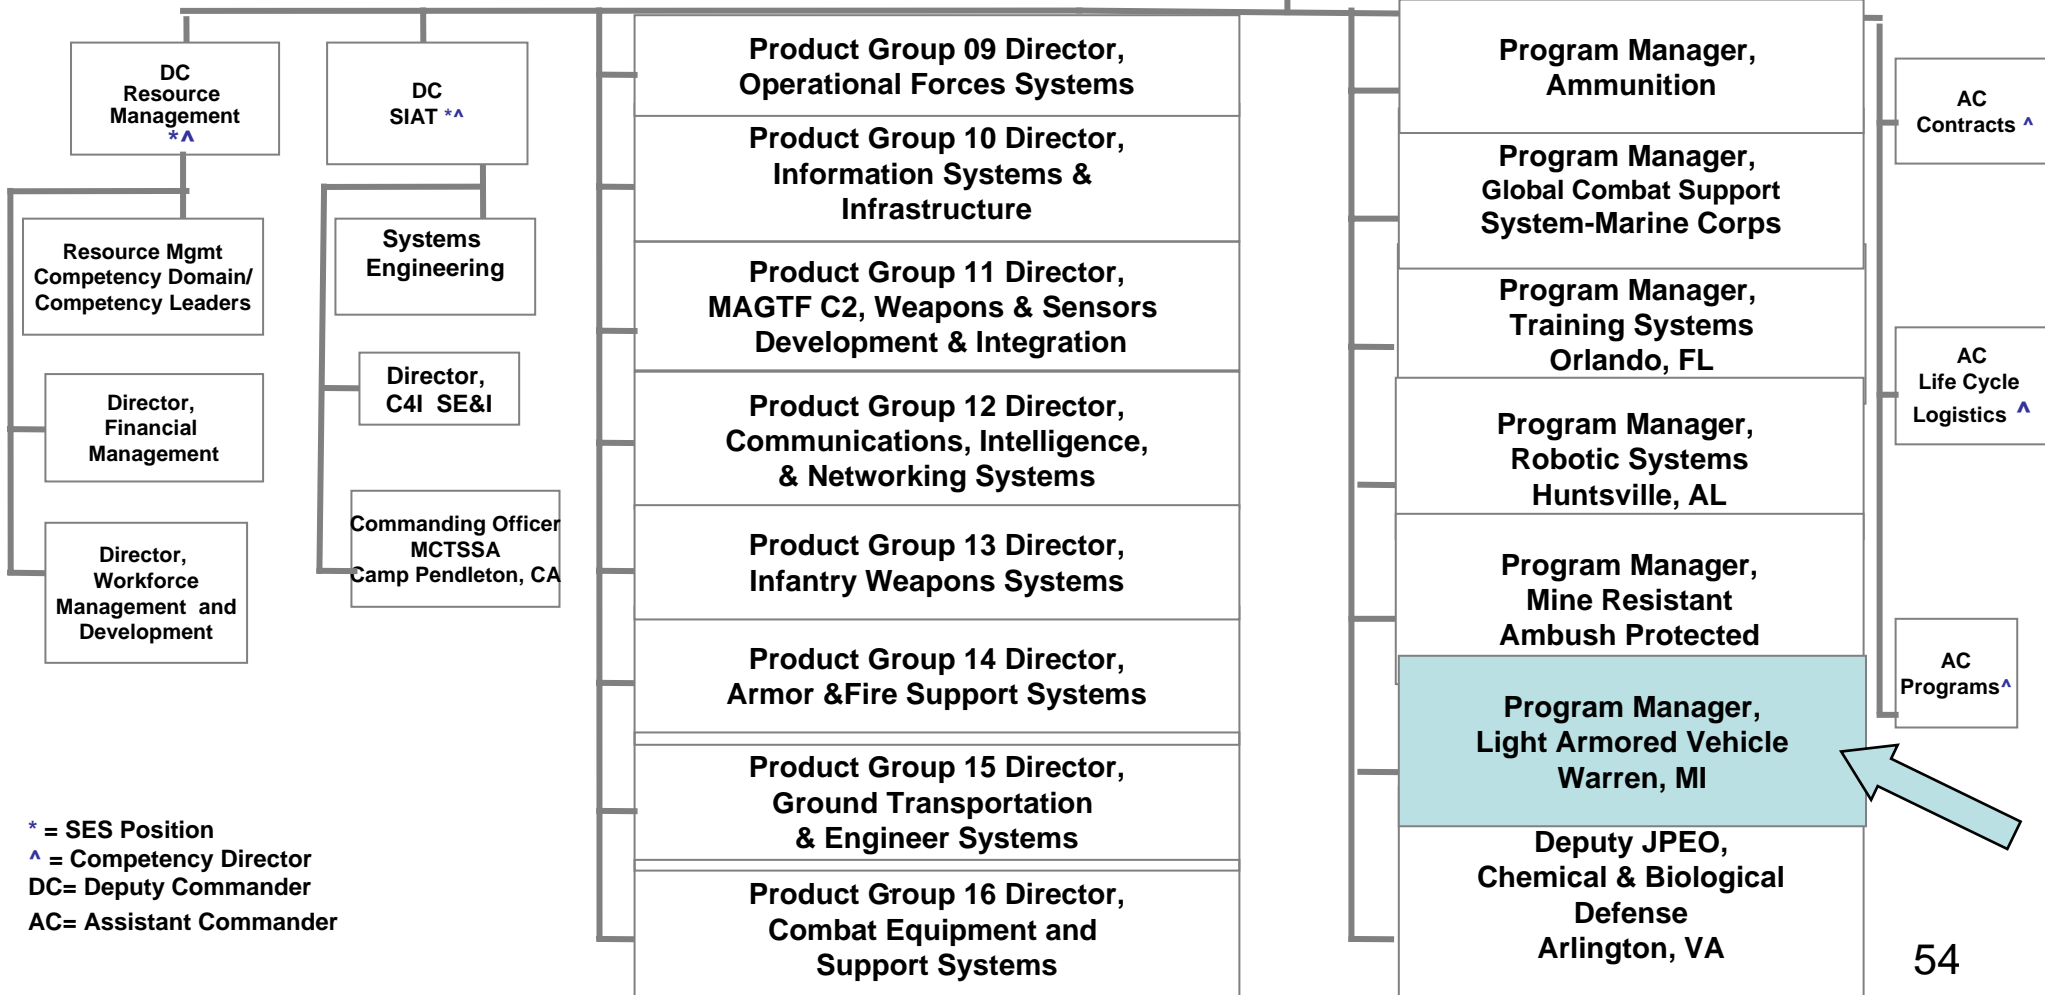 DC
Resource
Management
*^
Resource Mgmt
Competency Domain/
Competency Leaders
Director,
Financial
Management
Director,
Workforce
Management and
Development
DC
SIAT *^
Systems
Engineering
Director,
C4I SE&I
Commanding Officer
MCTSSA
Camp Pendleton, CA
Product Group 09 Director,
Operational Forces Systems
Product Group 10 Director,
Information Systems &
Infrastructure
Product Group 11 Director,
MAGTF C2, Weapons & Sensors
Development & Integration
Product Group 12 Director,
Communications, Intelligence,
& Networking Systems
Product Group 13 Director,
Infantry Weapons Systems
Product Group 14 Director,
Armor &Fire Support Systems
Product Group 15 Director,
Ground Transportation
& Engineer Systems
Product Group 16 Director,
Combat Equipment and
Support Systems
Program Manager,
Ammunition
Program Manager,
Global Combat Support
System-Marine Corps
Program Manager,
Training Systems
Orlando, FL
Program Manager,
Robotic Systems
Huntsville, AL
Program Manager,
Mine Resistant
Ambush Protected
Program Manager,
Light Armored Vehicle
Warren, MI
Deputy JPEO,
Chemical & Biological
Defense
Arlington, VA
AC
Contracts ^
AC
Life Cycle
Logistics ^
AC
Programs^
* = SES Position
^ = Competency Director
DC= Deputy Commander
AC= Assistant Commander
54